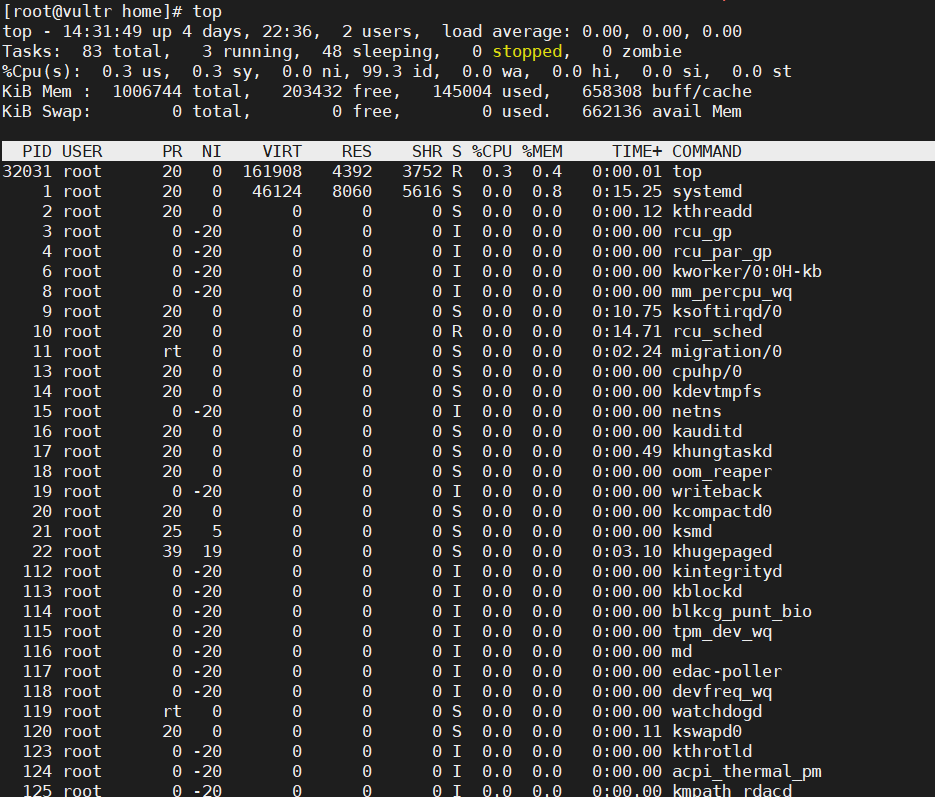 [root@vultr home]# top
top - 14:31:49 up 4 days, 22:36,  2 users,  load average: 0.00, 0.00, 0.00
Tasks:  83 total,   3 running,  48 sleeping,   0 stopped,   0 zombie
%Cpu(s):  0.3 us,  0.3 sy,  0.0 ni, 99.3 id,  0.0 wa,  0.0 hi,  0.0 si,  0.0 st
KiB Mem :  1006744 total,   203432 free,   145004 used,   658308 buff/cache
KiB Swap:        0 total,        0 free,        0 used.   662136 avail Mem
  PID USER      PR  NI    VIRT    RES    SHR S %CPU %MEM     TIME+ COMMAND
32031 root      20   0  161908   4392   3752 R  0.3  0.4   0:00.01 top
    1 root      20   0   46124   8060   5616 S  0.0  0.8   0:15.25 systemd
    2 root      20   0       0      0      0 S  0.0  0.0   0:00.12 kthreadd
    3 root       0 -20       0      0      0 I  0.0  0.0   0:00.00 rcu_gp
    4 root       0 -20       0      0      0 I  0.0  0.0   0:00.00 rcu_par_gp
    6 root       0 -20       0      0      0 I  0.0  0.0   0:00.00 kworker/0:0H-kb
    8 root       0 -20       0      0      0 I  0.0  0.0   0:00.00 mm_percpu_wq
    9 root      20   0       0      0      0 S  0.0  0.0   0:10.75 ksoftirqd/0
   10 root      20   0       0      0      0 R  0.0  0.0   0:14.71 rcu_sched
   11 root      rt   0       0      0      0 S  0.0  0.0   0:02.24 migration/0
   13 root      20   0       0      0      0 S  0.0  0.0   0:00.00 cpuhp/0
   14 root      20   0       0      0      0 S  0.0  0.0   0:00.00 kdevtmpfs
   15 root       0 -20       0      0      0 I  0.0  0.0   0:00.00 netns
   16 root      20   0       0      0      0 S  0.0  0.0   0:00.00 kauditd
   17 root      20   0       0      0      0 S  0.0  0.0   0:00.49 khungtaskd
   18 root      20   0       0      0      0 S  0.0  0.0   0:00.00 oom_reaper
   19 root       0 -20       0      0      0 I  0.0  0.0   0:00.00 writeback
   20 root      20   0       0      0      0 S  0.0  0.0   0:00.00 kcompactd0
   21 root      25   5       0      0      0 S  0.0  0.0   0:00.00 ksmd
   22 root      39  19       0      0      0 S  0.0  0.0   0:03.10 khugepaged
  112 root       0 -20       0      0      0 I  0.0  0.0   0:00.00 kintegrityd
  113 root       0 -20       0      0      0 I  0.0  0.0   0:00.00 kblockd
  114 root       0 -20       0      0      0 I  0.0  0.0   0:00.00 blkcg_punt_bio
  115 root       0 -20       0      0      0 I  0.0  0.0   0:00.00 tpm_dev_wq
  116 root       0 -20       0      0      0 I  0.0  0.0   0:00.00 md
  117 root       0 -20       0      0      0 I  0.0  0.0   0:00.00 edac-poller
  118 root       0 -20       0      0      0 I  0.0  0.0   0:00.00 devfreq_wq
  119 root      rt   0       0      0      0 S  0.0  0.0   0:00.00 watchdogd
  120 root      20   0       0      0      0 S  0.0  0.0   0:00.11 kswapd0
  123 root       0 -20       0      0      0 I  0.0  0.0   0:00.00 kthrotld
  124 root       0 -20       0      0      0 I  0.0  0.0   0:00.00 acpi_thermal_pm
  125 root       0 -20       0      0      0 I  0.0  0.0   0:00.00 kmpath_rdacd